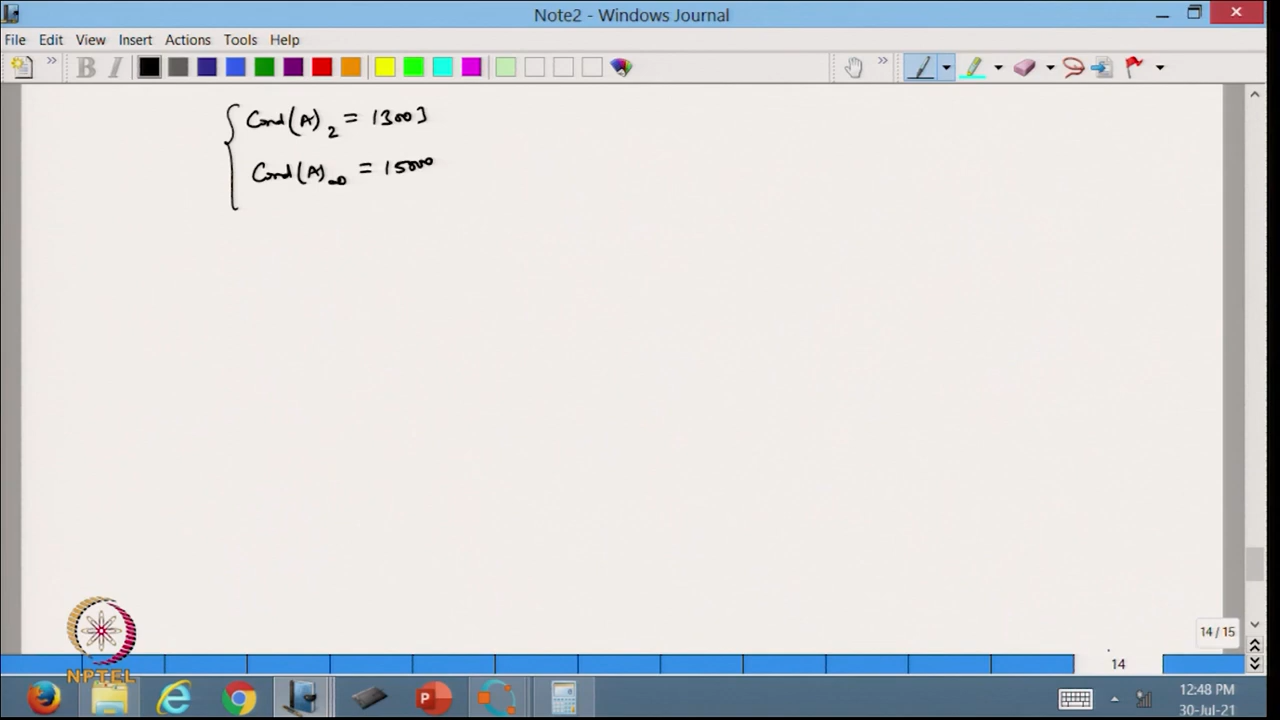 Note2 - Windows Journal
File Edit View Insert Actions Tools Help
B I
Cond(A)₂ = 13003
Cond(A)∞ = 15000
14 / 15
14
NPTEL
12:48 PM
30-Jul-21